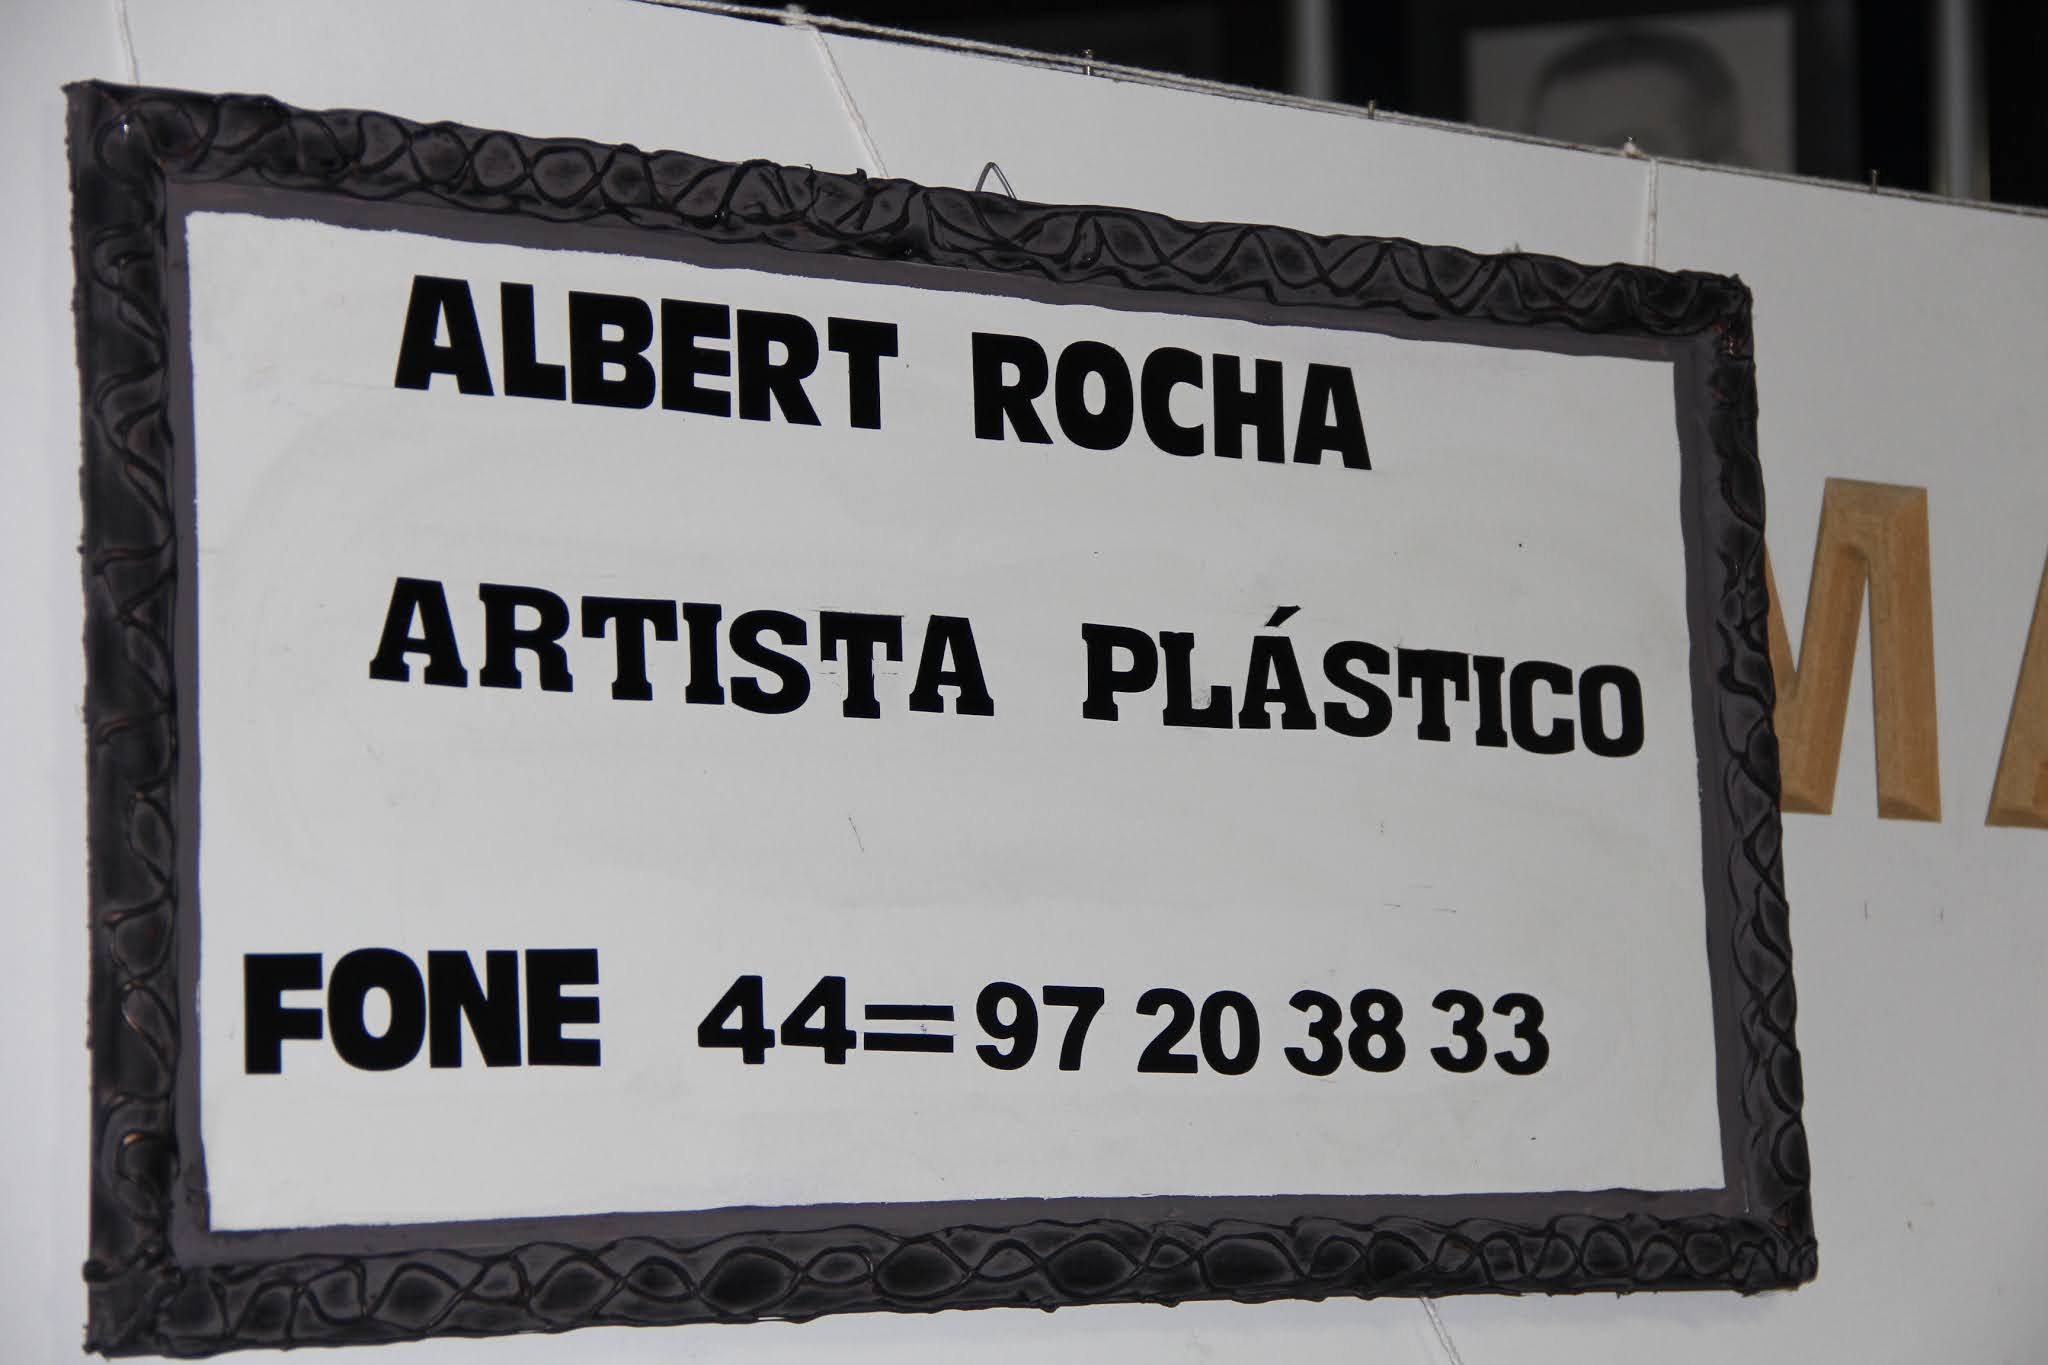 ALBERT ROCHA
ARTISTA PLÁSTICO
FONE 44=97 20 38 33
M